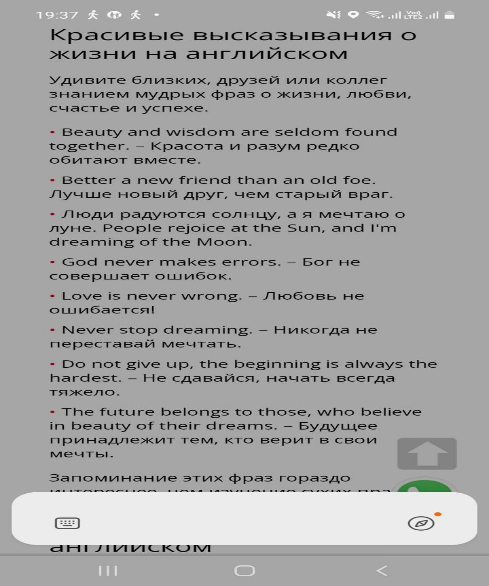 19:37
Красивые высказывания о
жизни на английском
Удивите близких, друзей или коллег
знанием мудрых фраз о жизни, любви,
счастье и успехе.
• Beauty and wisdom are seldom found
together. – Красота и разум редко
обитают вместе.
• Better a new friend than an old foe.
Лучше новый друг, чем старый враг.
• Люди радуются солнцу, а я мечтаю о
луне. People rejoice at the Sun, and I'm
dreaming of the Moon.
• God never makes errors. – Бог не
совершает ошибок.
• Love is never wrong. – Любовь не
ошибается!
• Never stop dreaming. – Никогда не
переставай мечтать.
• Do not give up, the beginning is always the
hardest. – Не сдавайся, начать всегда
тяжело.
• The future belongs to those, who believe
in beauty of their dreams. – Будущее
принадлежит тем, кто верит в свои
мечты.
Запоминание этих фраз гораздо
английском